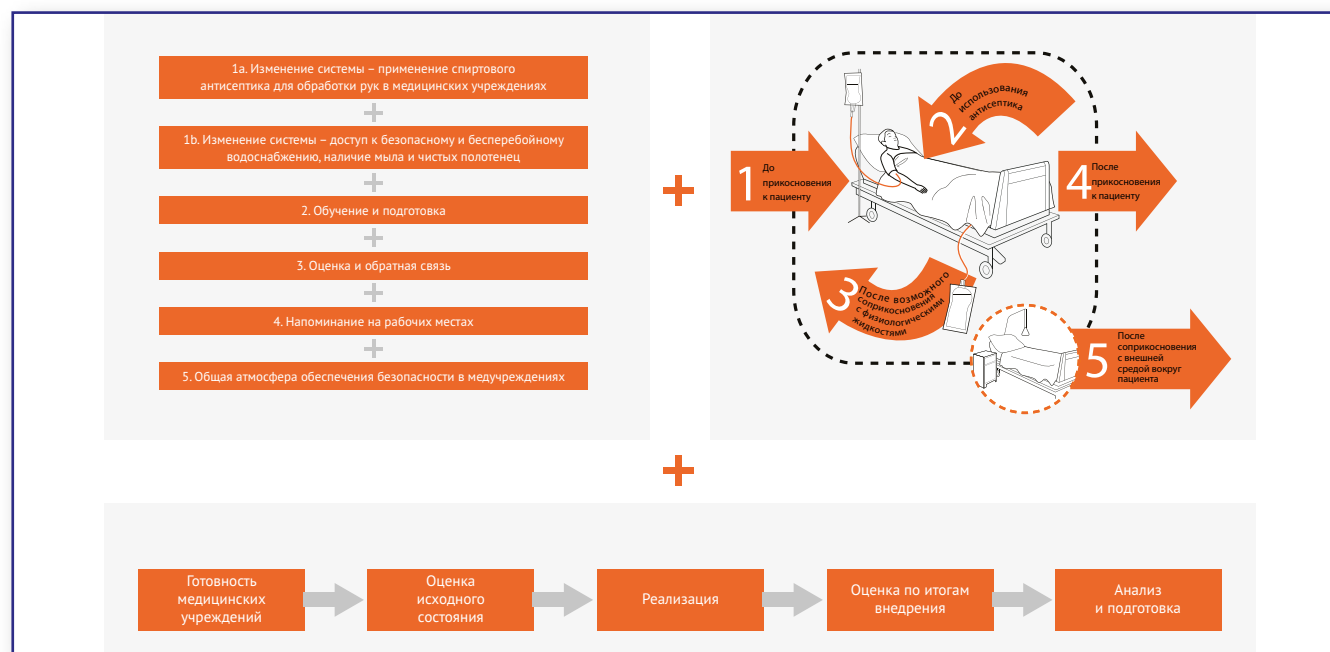 1a. Изменение системы – применение спиртового
антисептика для обработки рук в медицинских учреждениях
+
1b. Изменение системы – доступ к безопасному и бесперебойному
водоснабжению, наличие мыла и чистых полотенец
+
2. Обучение и подготовка
+
3. Оценка и обратная связь
+
4. Напоминание на рабочих местах
+
5. Общая атмосфера обеспечения безопасности в медучреждениях
+
1
До
прикосновения
к пациенту
2
До
использования
антисептика
3
После возможного
соприкосновения
с физиологическими
жидкостями
4
После
прикосновения
к пациенту
5
После
соприкосновения
с внешней
средой вокруг
пациента
+
Готовность
медицинских
учреждений
Оценка
исходного
состояния
Реализация
Оценка по итогам
внедрения
Анализ
и подготовка